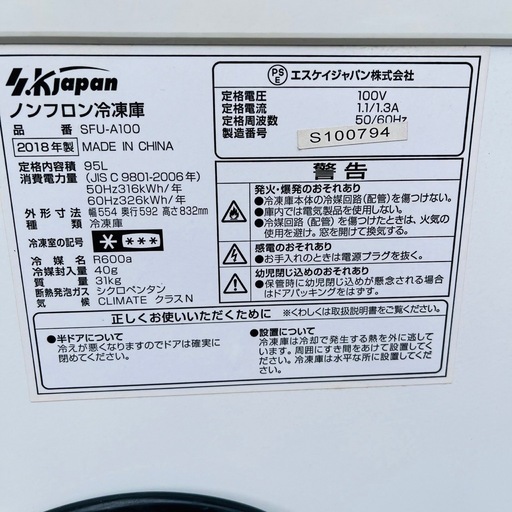 S.K Japan
ノンフロン冷凍庫
品 番 SFU-A100
2018年製 MADE IN CHINA
定格内容積 95L
消費電力量 (JIS C 9801-2006年)
50Hz316kWh/年
60Hz326kWh/年
外形寸法 幅554 奥行592 高さ832mm
種 類 冷凍庫
冷凍室の記号 ****
冷 媒 名 R600a
冷媒封入量 40g
質 量 31kg
断熱発泡ガス シクロペンタン
気 候 CLIMATE クラスN
PSE エスケイジャパン株式会社
定格電圧 100V
定格電流 1.1/1.3A
定格周波数 50/60Hz
製造番号 S100794
警告
発火・爆発のおそれあり
●冷凍庫本体の冷媒回路(配管)を傷つけない。
●庫内では電気製品を使用しない。
●冷媒回路(配管)を傷つけたときは、火気の
使用を避け。窓を開けて換気する。
感電のおそれあり
●お手入れのときは電源プラグを抜く。
幼児閉じ込めのおそれあり
●保管時に幼児の閉じ込めが懸念される場合
はドアパッキングをはずす。
正しくお使いいただくために ※くわしくは取扱説明書をご覧ください。
●半ドアについて
冷えが悪くなりますのでドアは確実に
閉めてください。
●設置について
冷凍庫は冷却で発生する熱を外に逃して
います。周囲にすき間をあけて設置して
ください。冷凍庫は水平な所に設置してください。